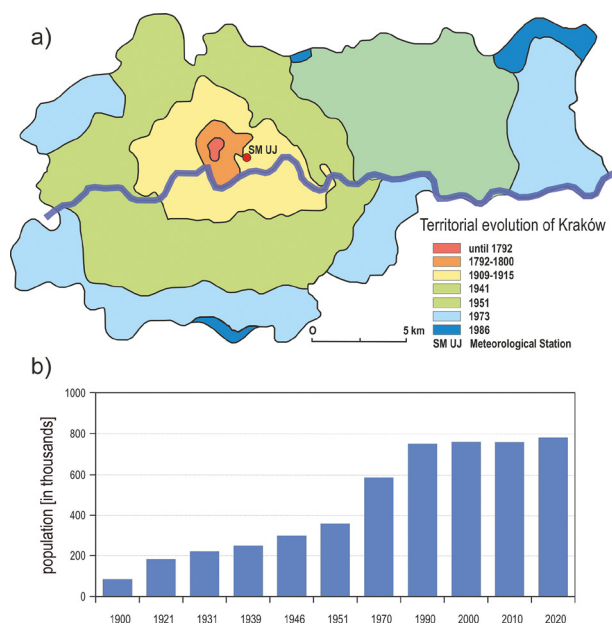 a)
SM UJ
Territorial evolution of Kraków
until 1792
1792-1800
1909-1915
1941
1951
1973
1986
SM UJ Meteorological Station
O 5 km
b)
population [in thousands]
1000
800
600
400
200
0
1900 1921 1931 1939 1946 1951 1970 1990 2000 2010 2020